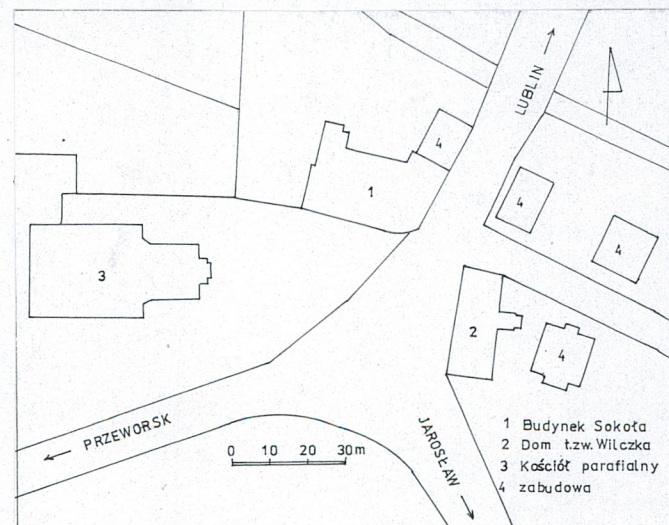 LUBLIN
4
1
4
4
3
2
4
PRZEWORSK
JAROSŁAW
0 10 20 30m
1 Budynek Sokoła
2 Dom t.zw. Wilczka
3 Kościół parafialny
4 zabudowa